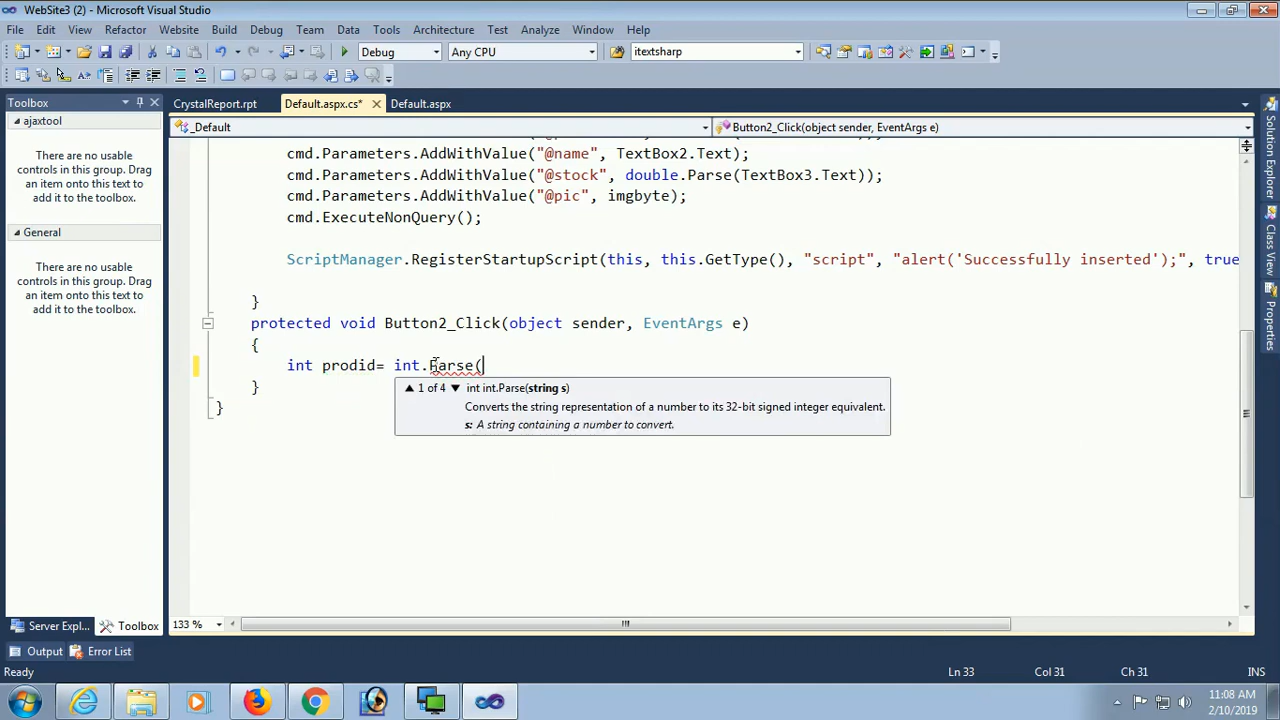 WebSite3 (2) - Microsoft Visual Studio
File Edit View Refactor Website Build Debug Team Data Tools Architecture Test Analyze Window Help
Debug Any CPU itextsharp
Toolbox
CrystalReport.rpt Default.aspx.cs* Default.aspx
ajaxtool
_Default Button2_Click(object sender, EventArgs e)
There are no usable
controls in this group. Drag
an item onto this text to
add it to the toolbox.
General
There are no usable
controls in this group. Drag
an item onto this text to
add it to the toolbox.
cmd.Parameters.AddWithValue("@name", TextBox2.Text);
cmd.Parameters.AddWithValue("@stock", double.Parse(TextBox3.Text));
cmd.Parameters.AddWithValue("@pic", imgbyte);
cmd.ExecuteNonQuery();
ScriptManager.RegisterStartupScript(this, this.GetType(), "script", "alert('Successfully inserted');", true
}
protected void Button2_Click(object sender, EventArgs e)
{
int prodid= int.Parse(
1 of 4 int int.Parse(string s)
Converts the string representation of a number to its 32-bit signed integer equivalent.
s: A string containing a number to convert.
}
}
Solution Explorer
Class View
Properties
133 %
Server Expl... Toolbox
Output Error List
Ready Ln 33 Col 31 Ch 31 INS
11:08 AM
2/10/2019